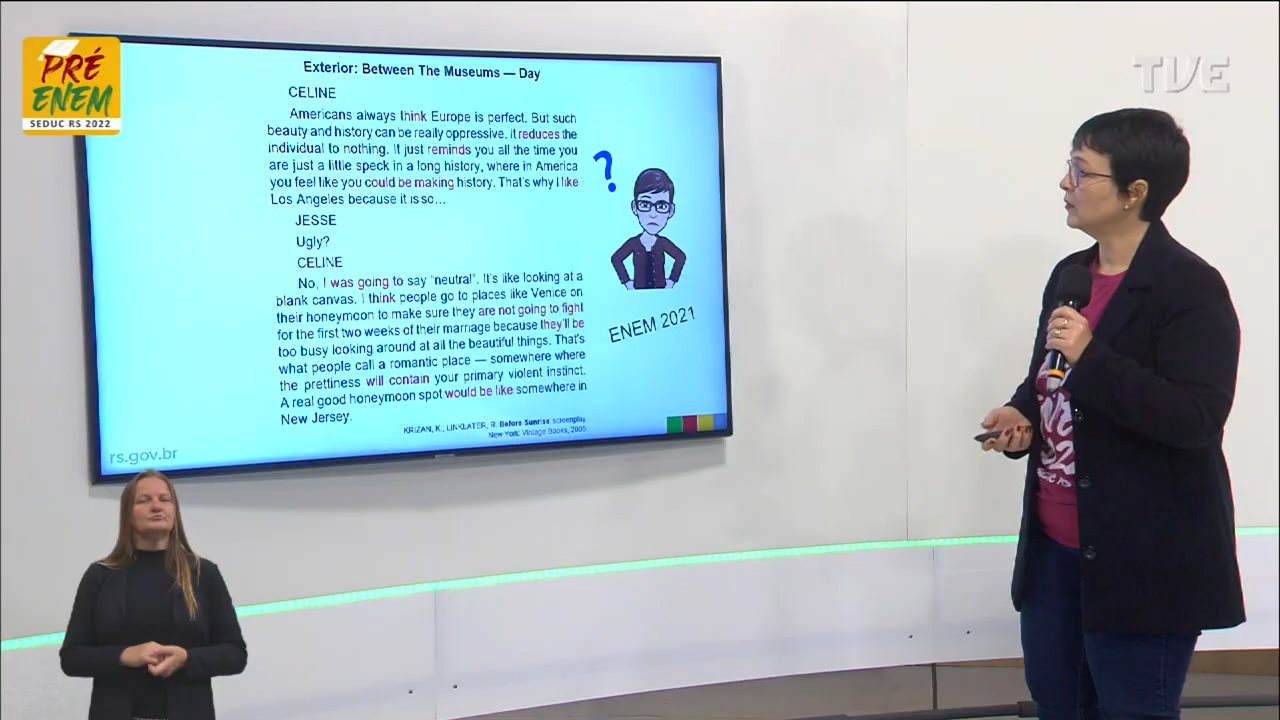 PRÉ
ENEM
SEDUC RS 2022
TVE
Exterior: Between The Museums — Day
CELINE
Americans always think Europe is perfect. But such
beauty and history can be really oppressive. It reduces the
individual to nothing. It just reminds you all the time you
are just a little speck in a long history, where in America
you feel like you could be making history. That's why I like
Los Angeles because it is so...
JESSE
Ugly?
CELINE
No, I was going to say "neutral". It's like looking at a
blank canvas. I think people go to places like Venice on
their honeymoon to make sure they are not going to fight
for the first two weeks of their marriage because they'll be
too busy looking around at all the beautiful things. That's
what people call a romantic place — somewhere where
the prettiness will contain your primary violent instinct.
A real good honeymoon spot would be like somewhere in
New Jersey.
KRIZAN, K.; LINKLATER, R. Before Sunrise: screenplay.
New York: Vintage Books, 2005.
?
ENEM 2021
rs.gov.br